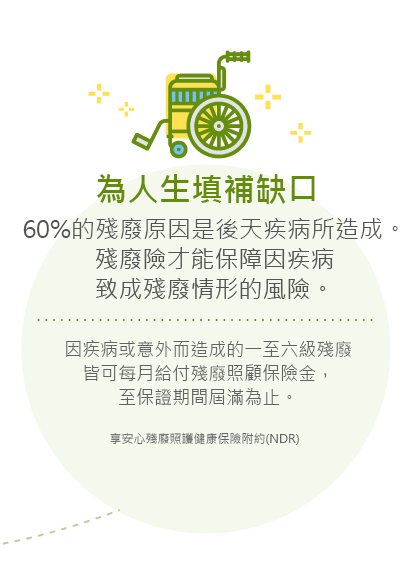 為人生填補缺口
60%的殘廢原因是後天疾病所造成。
殘廢險才能保障因疾病
致成殘廢情形的風險。
因疾病或意外而造成的一至六級殘廢
皆可每月給付殘廢照顧保險金，
至保證期間屆滿為止。
享安心殘廢照護健康保險附約(NDR)